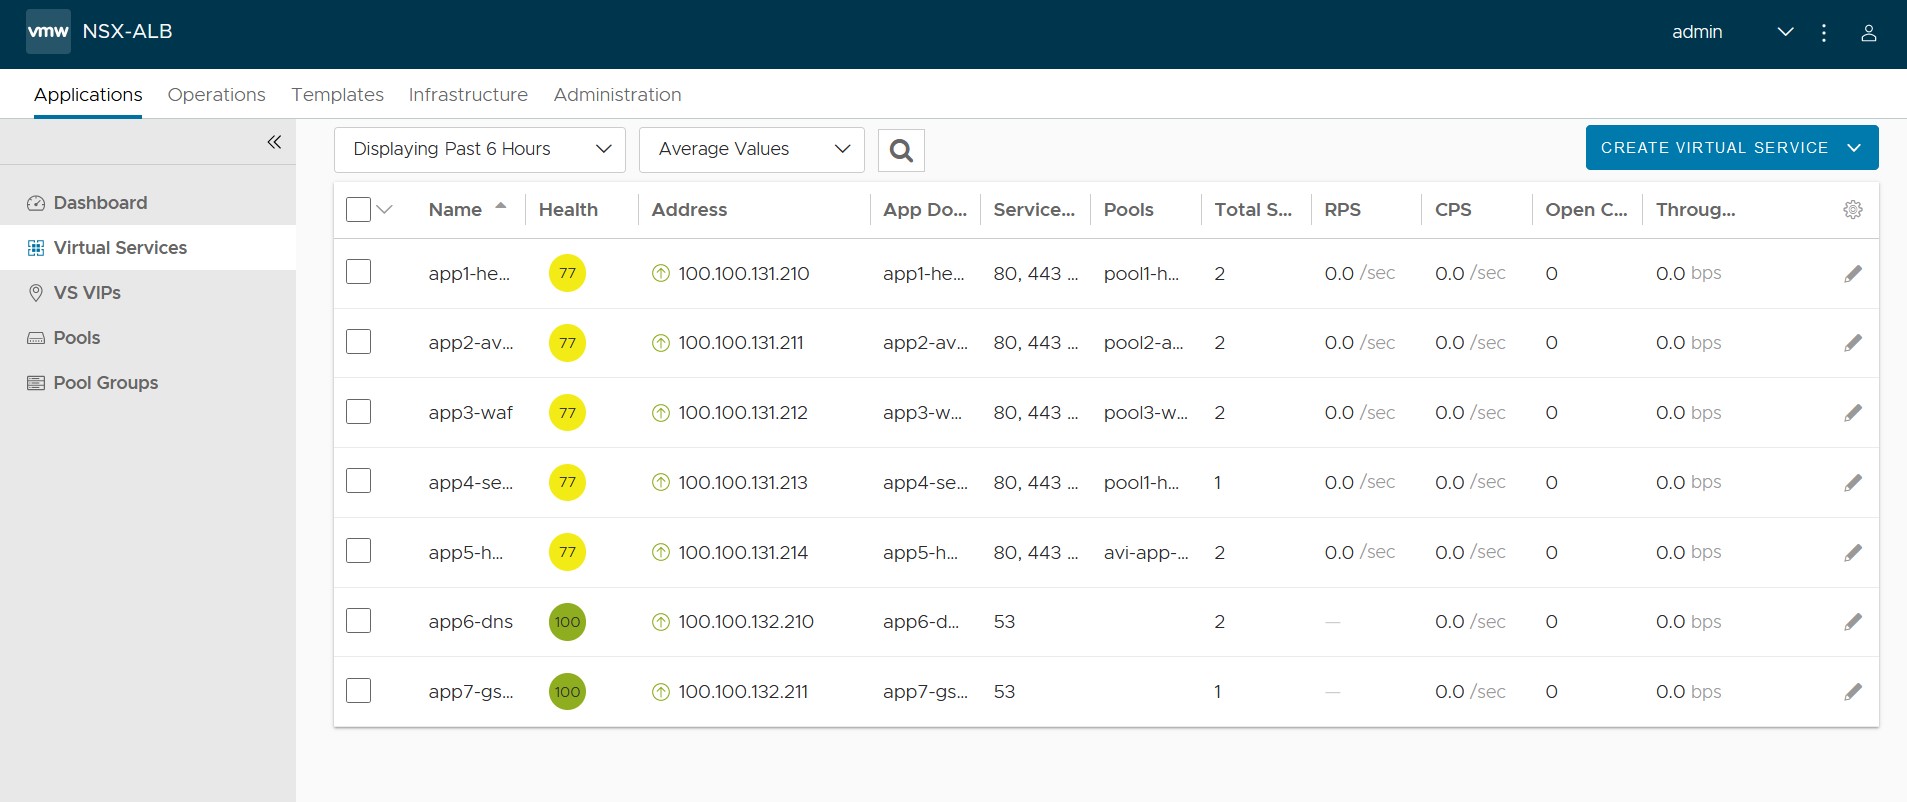 vmw NSX-ALB admin
Applications Operations Templates Infrastructure Administration
Dashboard
Virtual Services
VS VIPs
Pools
Pool Groups
Displaying Past 6 Hours Average Values CREATE VIRTUAL SERVICE
Name Health Address App Do... Service... Pools Total S... RPS CPS Open C... Throug...
app1-he... 77 100.100.131.210 app1-he... 80, 443 ... pool1-h... 2 0.0 /sec 0.0 /sec 0 0.0 bps
app2-av... 77 100.100.131.211 app2-av... 80, 443 ... pool2-a... 2 0.0 /sec 0.0 /sec 0 0.0 bps
app3-waf 77 100.100.131.212 app3-w... 80, 443 ... pool3-w... 2 0.0 /sec 0.0 /sec 0 0.0 bps
app4-se... 77 100.100.131.213 app4-se... 80, 443 ... pool1-h... 1 0.0 /sec 0.0 /sec 0 0.0 bps
app5-h... 77 100.100.131.214 app5-h... 80, 443 ... avi-app-... 2 0.0 /sec 0.0 /sec 0 0.0 bps
app6-dns 100 100.100.132.210 app6-d... 53 2 — 0.0 /sec 0 0.0 bps
app7-gs... 100 100.100.132.211 app7-gs... 53 1 — 0.0 /sec 0 0.0 bps